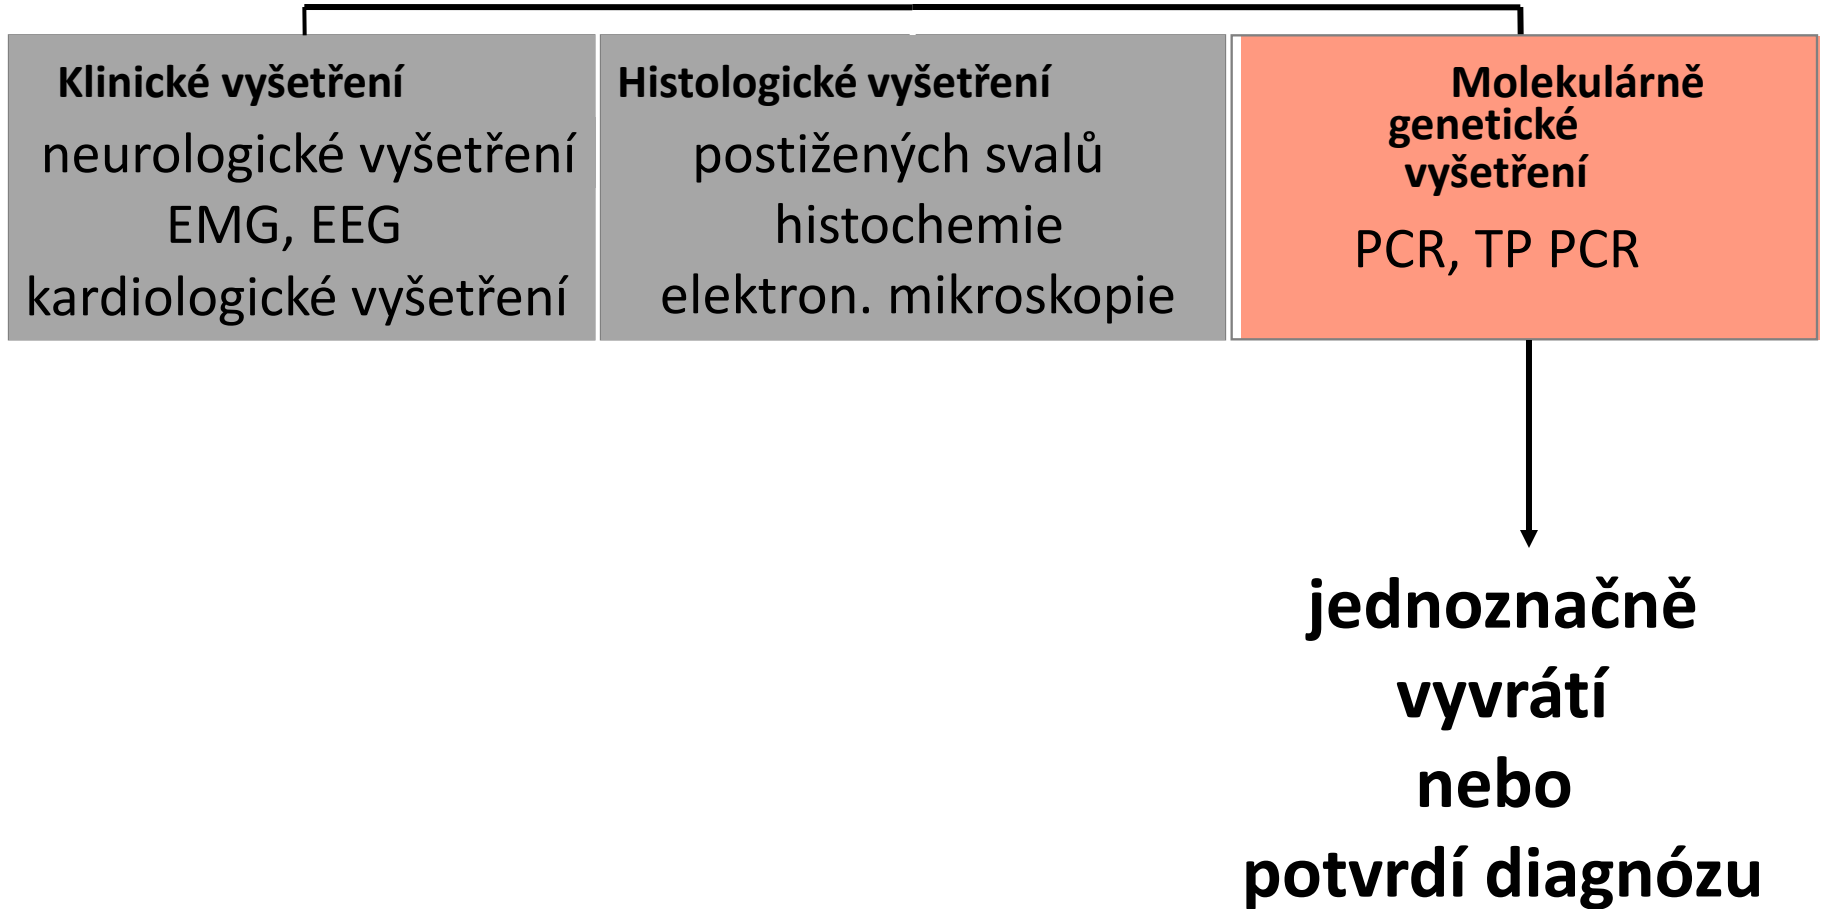 Klinické vyšetření
neurologické vyšetření
EMG, EEG
kardiologické vyšetření
Histologické vyšetření
postižených svalů
histochemie
elektron. mikroskopie
Molekulárně
genetické
vyšetření
PCR, TP PCR
jednoznačně
vyvrátí
nebo
potvrdí diagnózu